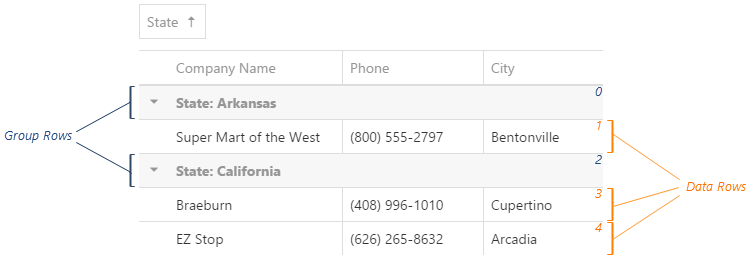 State ↑
Company Name Phone City
0
State: Arkansas
Group Rows
1
Super Mart of the West (800) 555-2797 Bentonville
2
State: California
Data Rows
3
Braeburn (408) 996-1010 Cupertino
4
EZ Stop (626) 265-8632 Arcadia